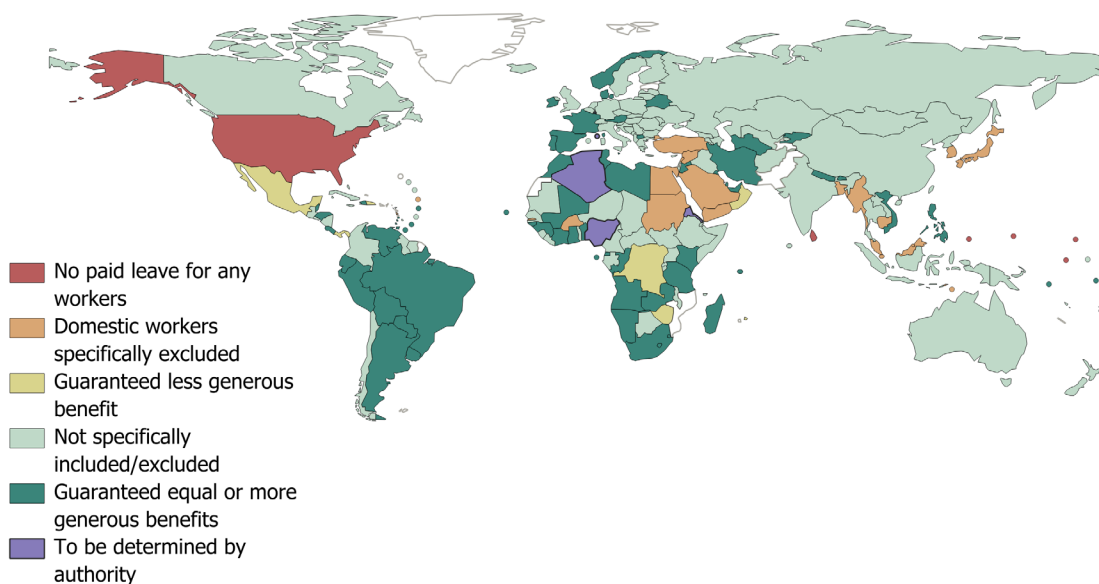 No paid leave for any
workers
Domestic workers
specifically excluded
Guaranteed less generous
benefit
Not specifically
included/excluded
Guaranteed equal or more
generous benefits
To be determined by
authority